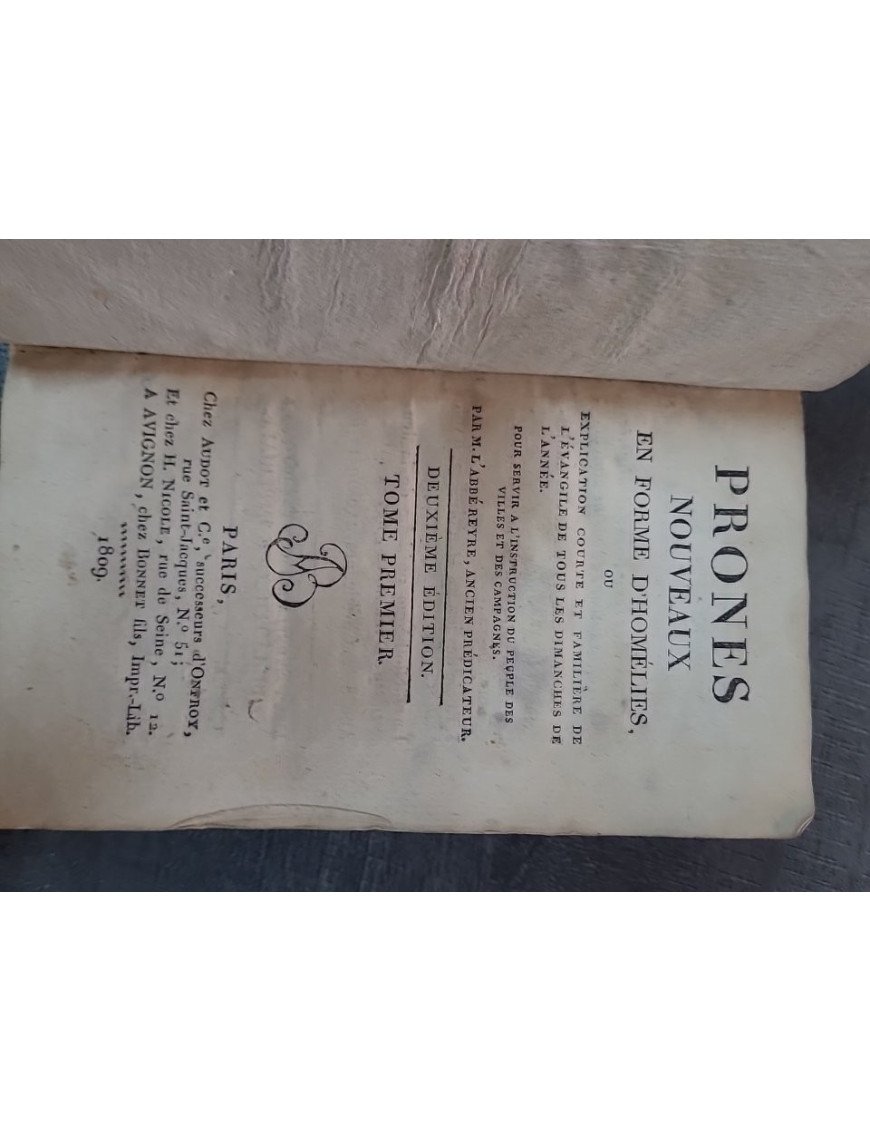 PRONES
NOUVEAUX
EN FORME D'HOMÉLIES,
OU
EXPLICATION COURTE ET FAMILIÈRE DE
L'ÉVANGILE DE TOUS LES DIMANCHES DE
L'ANNÉE.
POUR SERVIR A L'INSTRUCTION DU PEUPLE DES
VILLES ET DES CAMPAGNES.
PAR M. L'ABBÉ REYRE, ANCIEN PRÉDICATEUR.
DEUXIÈME ÉDITION.
TOME PREMIER.
PARIS,
Chez AUDOT et C.e, successeurs d'ONFROY,
rue Saint-Jacques, N.o 51;
Et chez H. NICOLE, rue de Seine, N.o 12.
A AVIGNON, chez BONNET fils, Impr.-Lib.
1809.